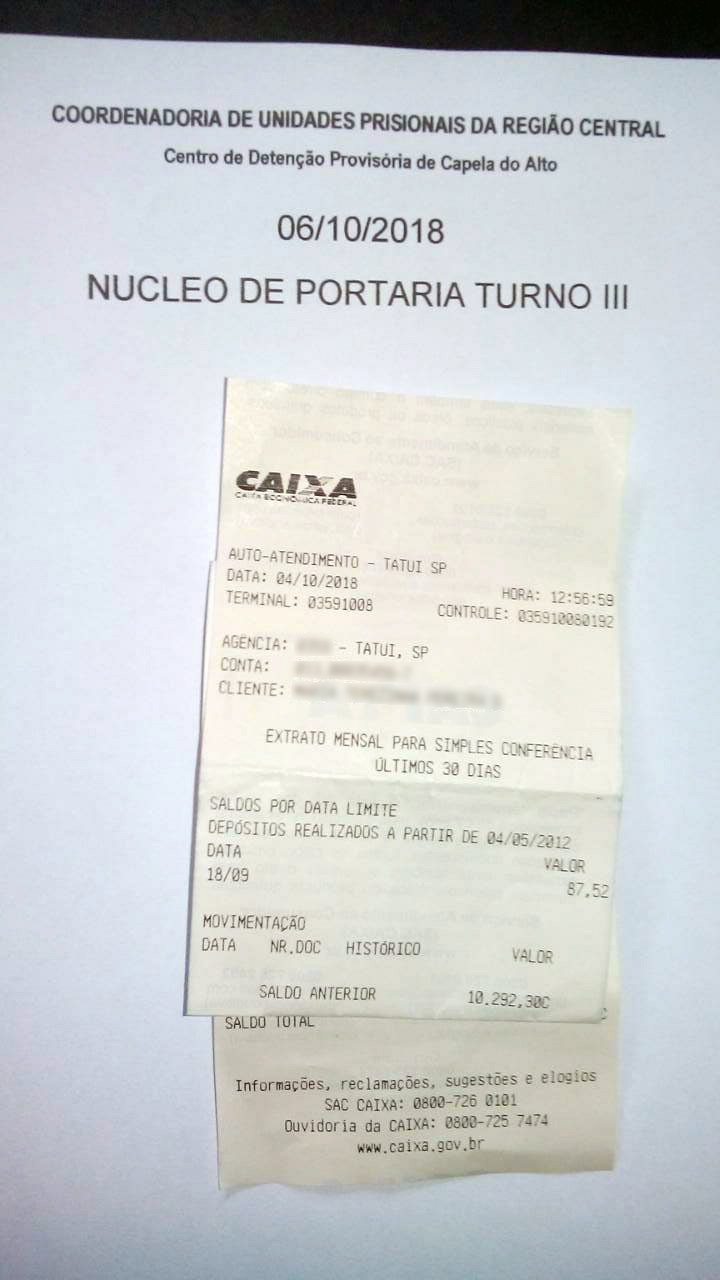 COORDENADORIA DE UNIDADES PRISIONAIS DA REGIÃO CENTRAL
Centro de Detenção Provisória de Capela do Alto
06/10/2018
NUCLEO DE PORTARIA TURNO III
CAIXA
CAIXA ECONÔMICA FEDERAL
AUTO-ATENDIMENTO - TATUI SP
DATA: 04/10/2018 HORA: 12:56:59
TERMINAL: 03591008 CONTROLE: 035910080192
AGENCIA: - TATUI, SP
CONTA:
CLIENTE:
EXTRATO MENSAL PARA SIMPLES CONFERÊNCIA
ÚLTIMOS 30 DIAS
SALDOS POR DATA LIMITE
DEPÓSITOS REALIZADOS A PARTIR DE 04/05/2012
DATA VALOR
18/09 87,52
MOVIMENTAÇÃO
DATA NR.DOC HISTÓRICO VALOR
SALDO ANTERIOR 10.292,30C
SALDO TOTAL
Informações, reclamações, sugestões e elogios
SAC CAIXA: 0800-726 0101
Ouvidoria da CAIXA: 0800-725 7474
www.caixa.gov.br